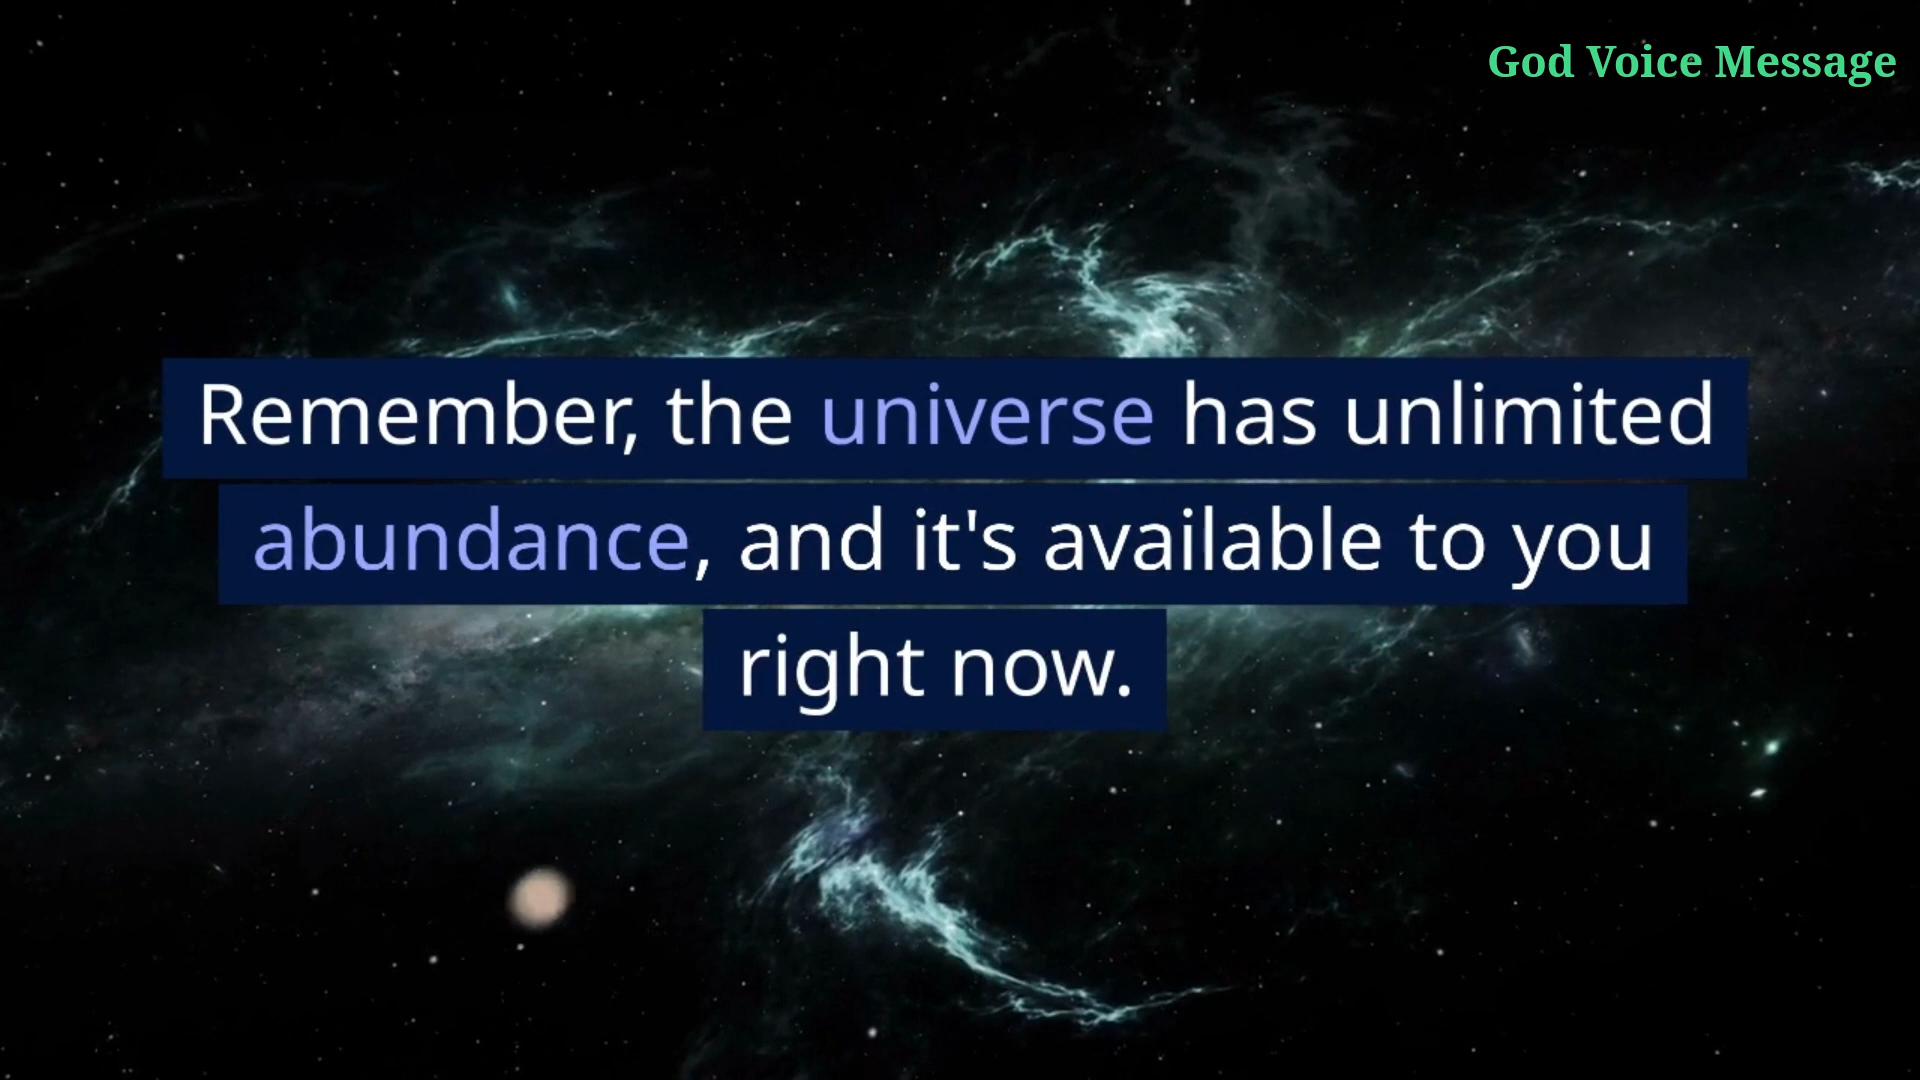 God Voice Message
Remember, the universe has unlimited
abundance, and it's available to you
right now.